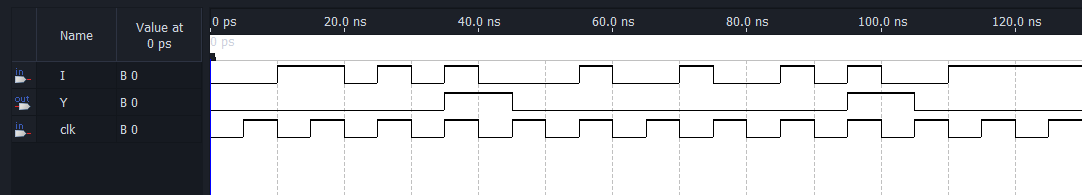 Name
Value at
0 ps
0 ps
20.0 ns
40.0 ns
60.0 ns
80.0 ns
100.0 ns
120.0 ns
0 ps
in
I
B 0
out
Y
B 0
in
clk
B 0